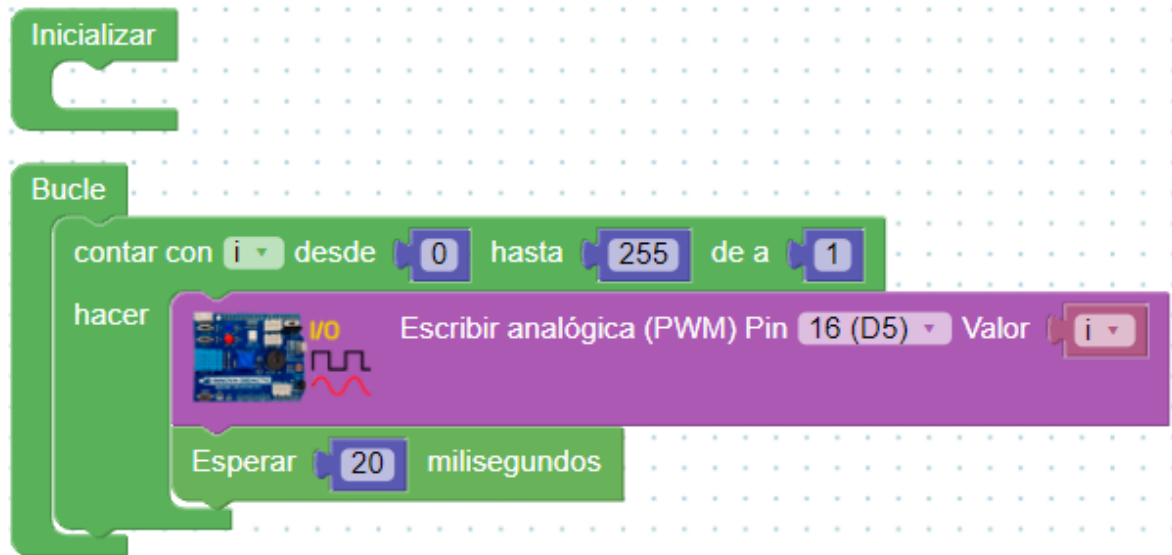 Inicializar
Bucle
contar con i desde 0 hasta 255 de a 1
hacer
I/O
Escribir analógica (PWM) Pin 16 (D5) Valor i
Esperar 20 milisegundos